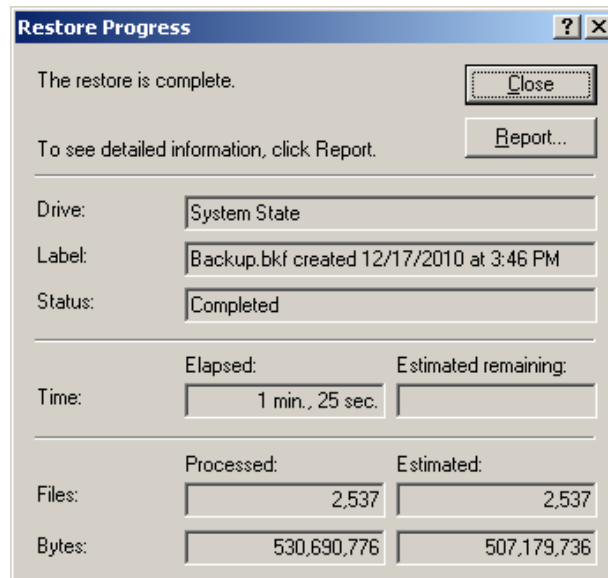 Restore Progress
The restore is complete.
Close
Report...
To see detailed information, click Report.
Drive: System State
Label: Backup.bkf created 12/17/2010 at 3:46 PM
Status: Completed
Elapsed: Estimated remaining:
Time: 1 min., 25 sec.
Processed: Estimated:
Files: 2,537 2,537
Bytes: 530,690,776 507,179,736